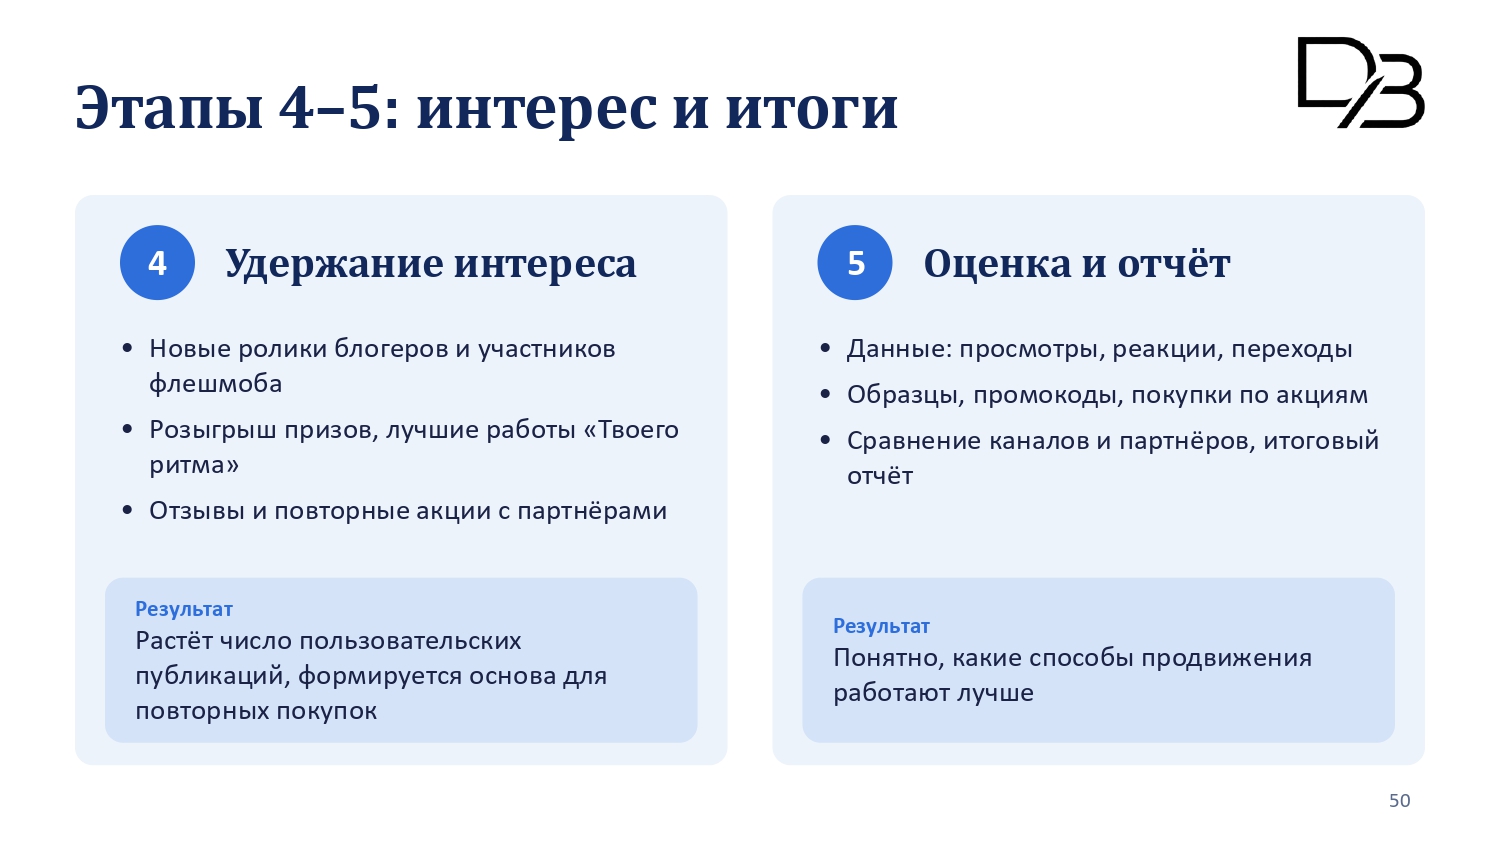 Этапы 4–5: интерес и итоги
DB
4
Удержание интереса
• Новые ролики блогеров и участников
флешмоба
• Розыгрыш призов, лучшие работы «Твоего
ритма»
• Отзывы и повторные акции с партнёрами
Результат
Растёт число пользовательских
публикаций, формируется основа для
повторных покупок
5
Оценка и отчёт
• Данные: просмотры, реакции, переходы
• Образцы, промокоды, покупки по акциям
• Сравнение каналов и партнёров, итоговый
отчёт
Результат
Понятно, какие способы продвижения
работают лучше
50